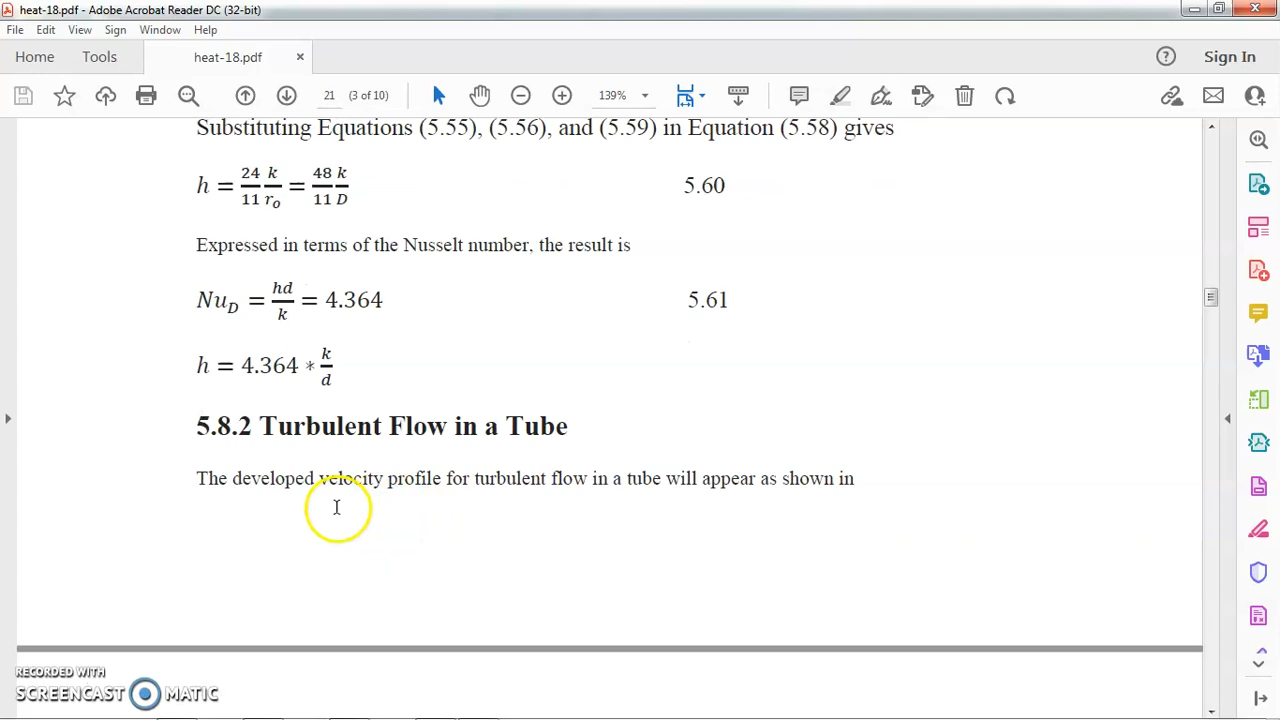 heat-18.pdf - Adobe Acrobat Reader DC (32-bit)
File Edit View Sign Window Help
Home Tools heat-18.pdf × Sign In
21 (3 of 10) 139%
Substituting Equations (5.55), (5.56), and (5.59) in Equation (5.58) gives
h = 24/11 k/r_o = 48/11 k/D 5.60
Expressed in terms of the Nusselt number, the result is
Nu_D = hd/k = 4.364 5.61
h = 4.364 * k/d
5.8.2 Turbulent Flow in a Tube
The developed velocity profile for turbulent flow in a tube will appear as shown in
RECORDED WITH
SCREENCAST MATIC